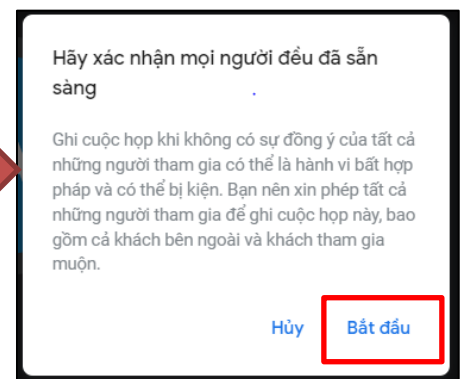 Hãy xác nhận mọi người đều đã sẵn
sàng
Ghi cuộc họp khi không có sự đồng ý của tất cả
những người tham gia có thể là hành vi bất hợp
pháp và có thể bị kiện. Bạn nên xin phép tất cả
những người tham gia để ghi cuộc họp này, bao
gồm cả khách bên ngoài và khách tham gia
muộn.
Hủy Bắt đầu